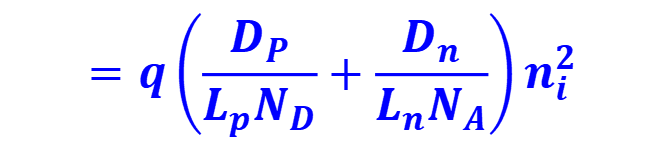 = q ( D_P / (L_p N_D) + D_n / (L_n N_A) ) n_i^2